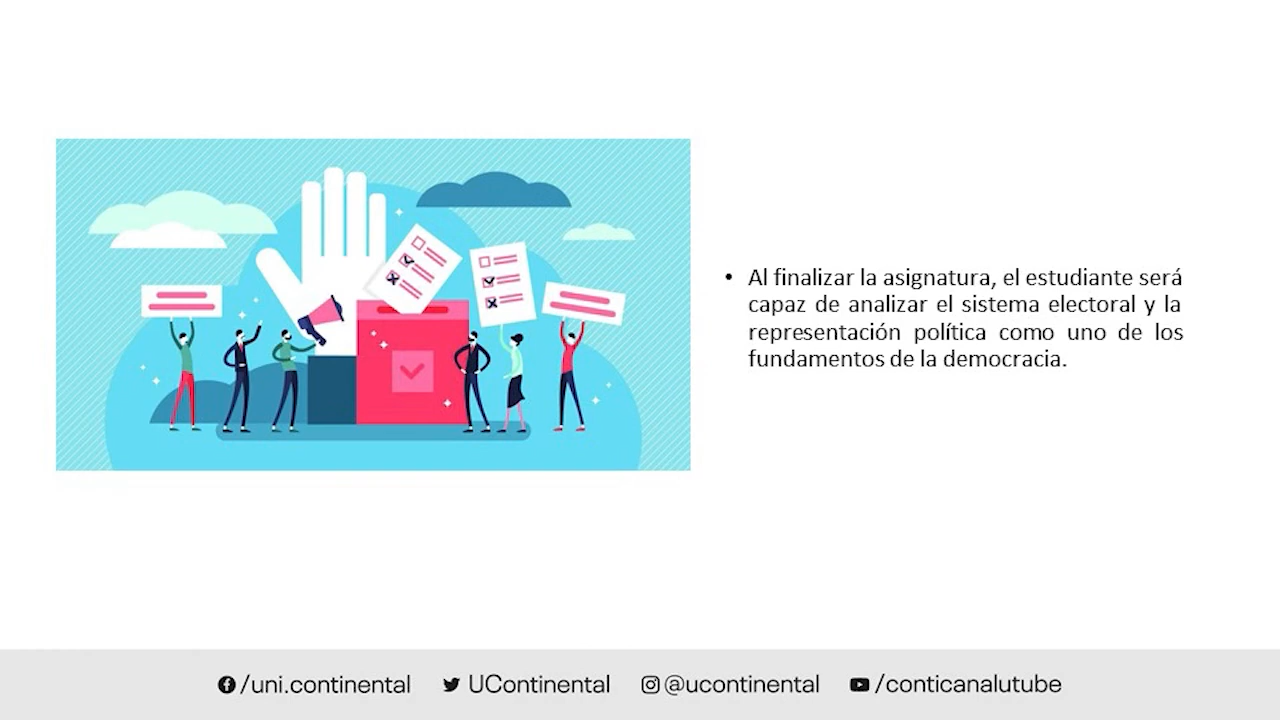 • Al finalizar la asignatura, el estudiante será
capaz de analizar el sistema electoral y la
representación política como uno de los
fundamentos de la democracia.
/uni.continental UContinental @ucontinental /conticanalutube